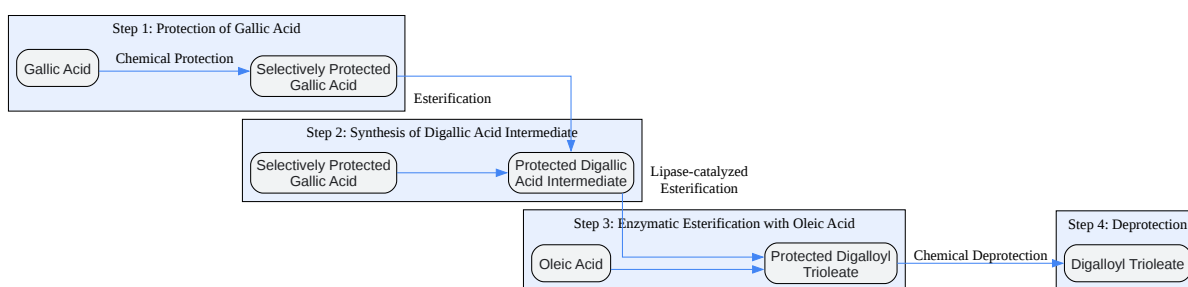 Step 1: Protection of Gallic Acid
Gallic Acid
Chemical Protection
Selectively Protected
Gallic Acid
Esterification
Step 2: Synthesis of Digallic Acid Intermediate
Selectively Protected
Gallic Acid
Protected Digallic
Acid Intermediate
Lipase-catalyzed
Esterification
Step 3: Enzymatic Esterification with Oleic Acid
Oleic Acid
Protected Digalloyl
Trioleate
Chemical Deprotection
Step 4: Deprotection
Digalloyl Trioleate